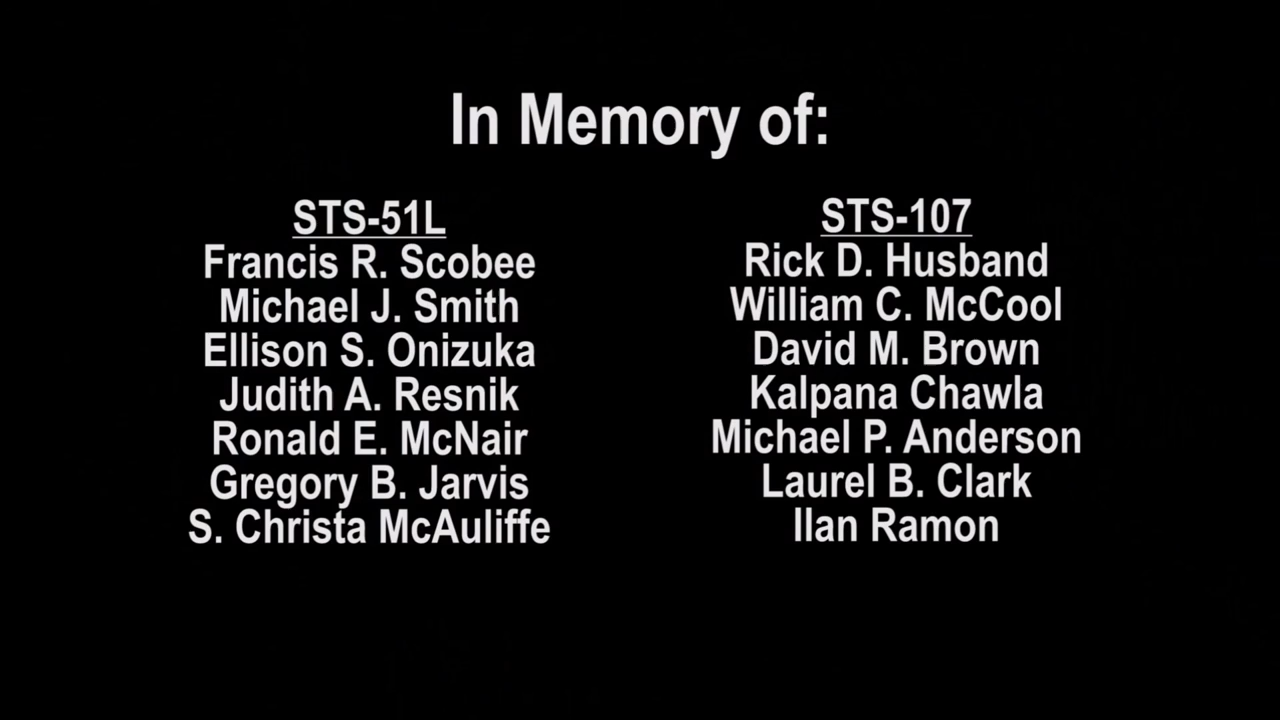 In Memory of:
STS-51L
Francis R. Scobee
Michael J. Smith
Ellison S. Onizuka
Judith A. Resnik
Ronald E. McNair
Gregory B. Jarvis
S. Christa McAuliffe
STS-107
Rick D. Husband
William C. McCool
David M. Brown
Kalpana Chawla
Michael P. Anderson
Laurel B. Clark
Ilan Ramon